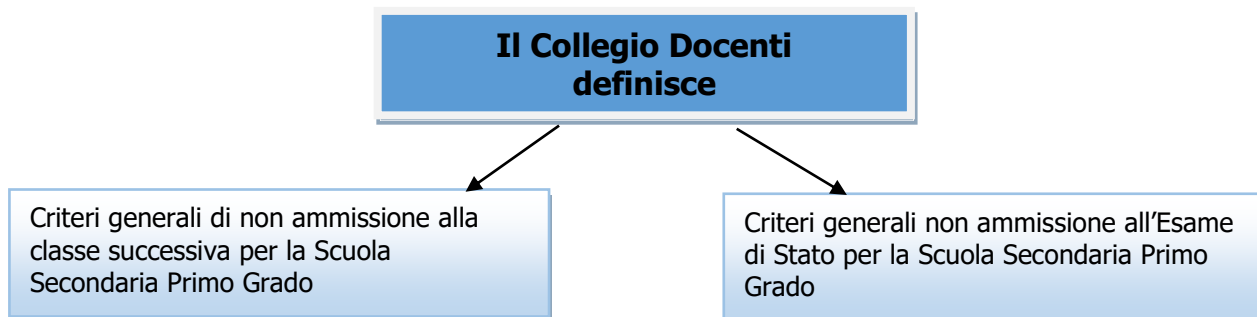 Il Collegio Docenti
definisce
Criteri generali di non ammissione alla
classe successiva per la Scuola
Secondaria Primo Grado
Criteri generali non ammissione all’Esame
di Stato per la Scuola Secondaria Primo
Grado